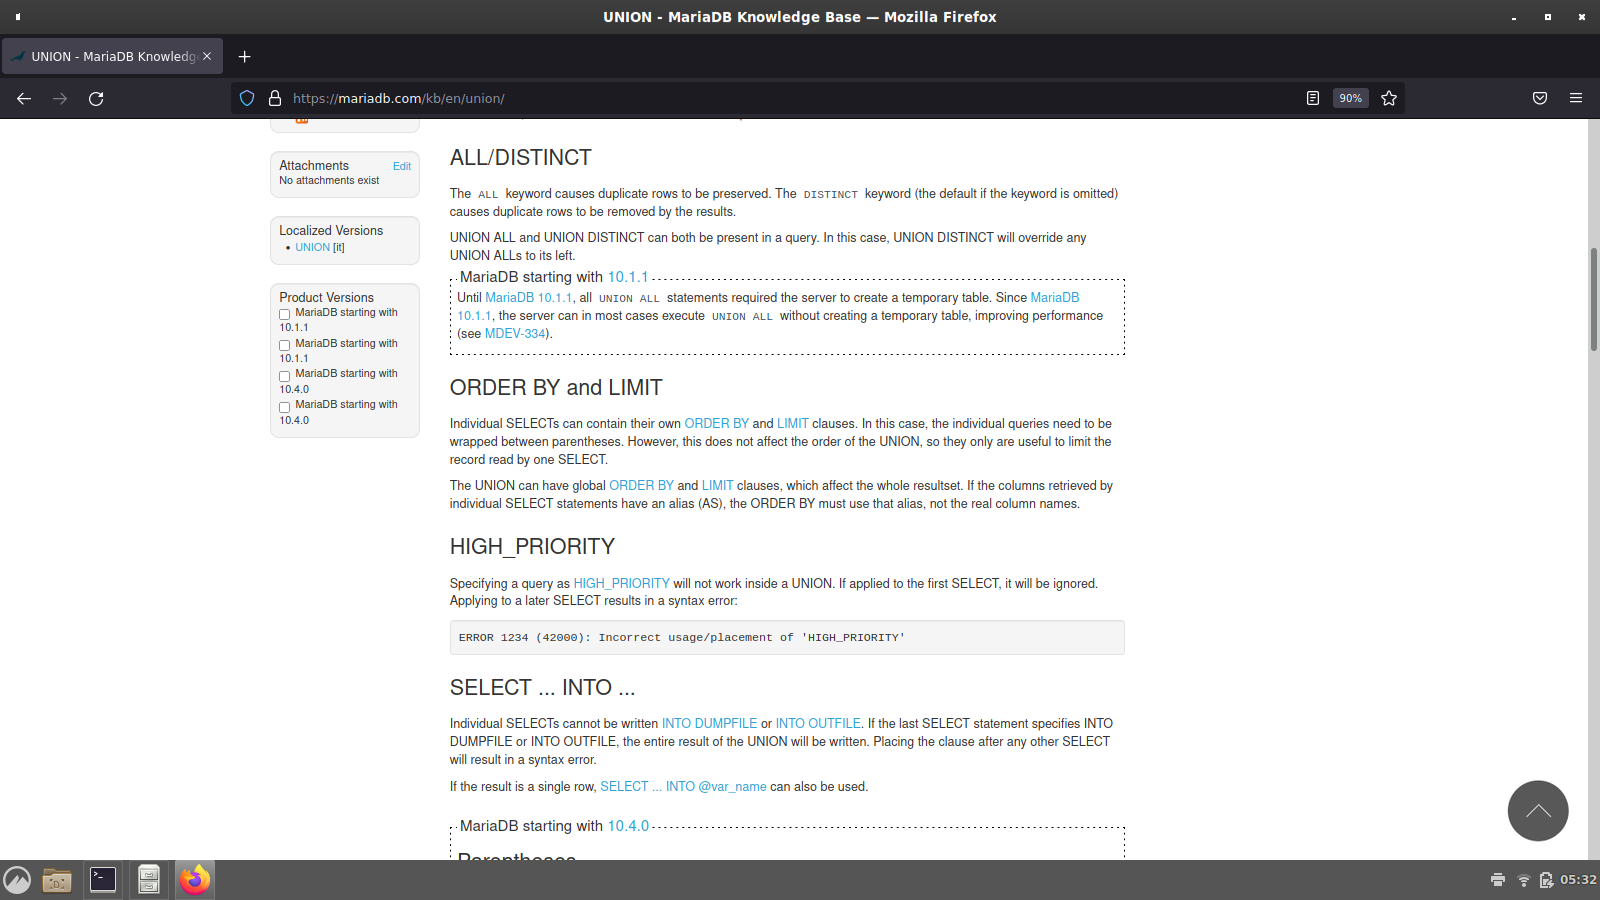 UNION - MariaDB Knowledge Base — Mozilla Firefox
UNION - MariaDB Knowledge
https://mariadb.com/kb/en/union/
90%
Attachments Edit
No attachments exist
Localized Versions
UNION [it]
Product Versions
MariaDB starting with
10.1.1
MariaDB starting with
10.1.1
MariaDB starting with
10.4.0
MariaDB starting with
10.4.0
ALL/DISTINCT
The ALL keyword causes duplicate rows to be preserved. The DISTINCT keyword (the default if the keyword is omitted)
causes duplicate rows to be removed by the results.
UNION ALL and UNION DISTINCT can both be present in a query. In this case, UNION DISTINCT will override any
UNION ALLs to its left.
MariaDB starting with 10.1.1
Until MariaDB 10.1.1, all UNION ALL statements required the server to create a temporary table. Since MariaDB
10.1.1, the server can in most cases execute UNION ALL without creating a temporary table, improving performance
(see MDEV-334).
ORDER BY and LIMIT
Individual SELECTs can contain their own ORDER BY and LIMIT clauses. In this case, the individual queries need to be
wrapped between parentheses. However, this does not affect the order of the UNION, so they only are useful to limit the
record read by one SELECT.
The UNION can have global ORDER BY and LIMIT clauses, which affect the whole resultset. If the columns retrieved by
individual SELECT statements have an alias (AS), the ORDER BY must use that alias, not the real column names.
HIGH_PRIORITY
Specifying a query as HIGH_PRIORITY will not work inside a UNION. If applied to the first SELECT, it will be ignored.
Applying to a later SELECT results in a syntax error:
ERROR 1234 (42000): Incorrect usage/placement of 'HIGH_PRIORITY'
SELECT ... INTO ...
Individual SELECTs cannot be written INTO DUMPFILE or INTO OUTFILE. If the last SELECT statement specifies INTO
DUMPFILE or INTO OUTFILE, the entire result of the UNION will be written. Placing the clause after any other SELECT
will result in a syntax error.
If the result is a single row, SELECT ... INTO @var_name can also be used.
MariaDB starting with 10.4.0
Parentheses
05:32